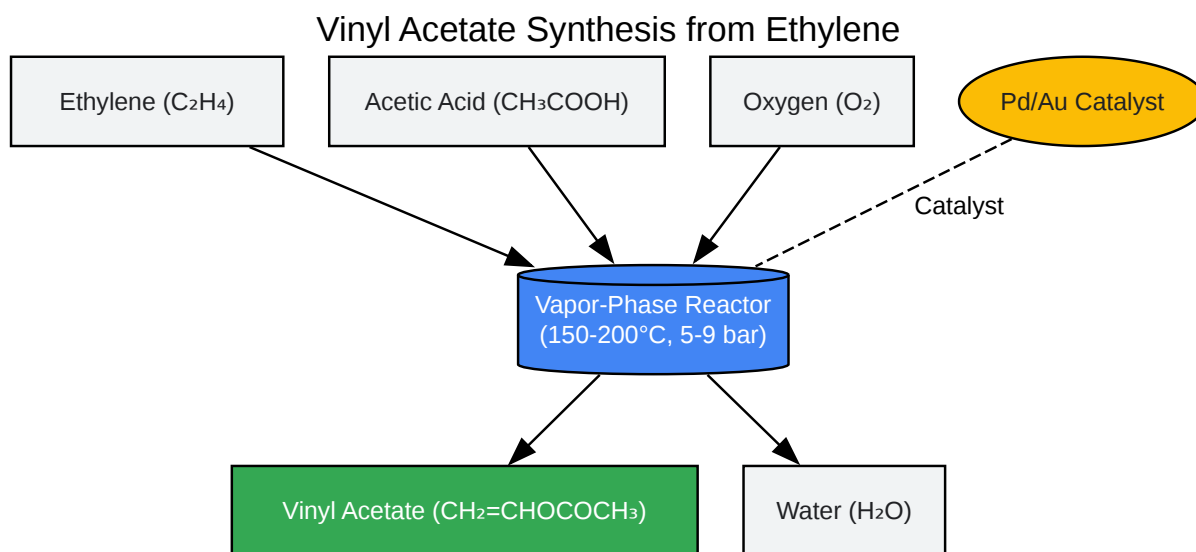 Vinyl Acetate Synthesis from Ethylene
Ethylene (C₂H₄)
Acetic Acid (CH₃COOH)
Oxygen (O₂)
Pd/Au Catalyst
Catalyst
Vapor-Phase Reactor
(150-200°C, 5-9 bar)
Vinyl Acetate (CH₂=CHOCOCH₃)
Water (H₂O)